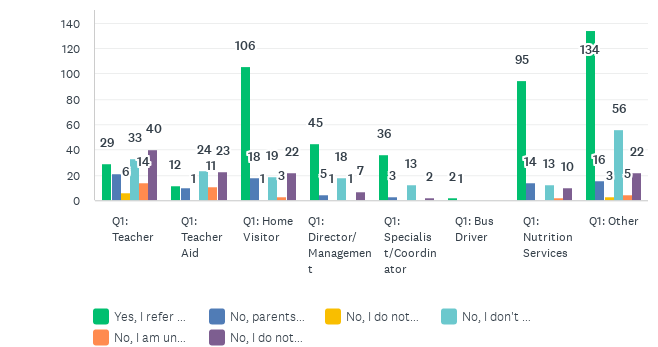 140
120
100
80
60
40
20
0
29
6
33
14
40
12
1
24
11
23
106
18
1
19
3
22
45
5
1
18
1
7
36
3
13
2
2
1
95
14
13
10
134
16
3
56
5
22
Q1:
Teacher
Q1:
Teacher
Aid
Q1: Home
Visitor
Q1:
Director/
Managemen
t
Q1:
Specialis
t/Coordin
ator
Q1: Bus
Driver
Q1:
Nutrition
Services
Q1: Other
Yes, I refer ...
No, parents...
No, I do not...
No, I don't ...
No, I am un...
No, I do not...